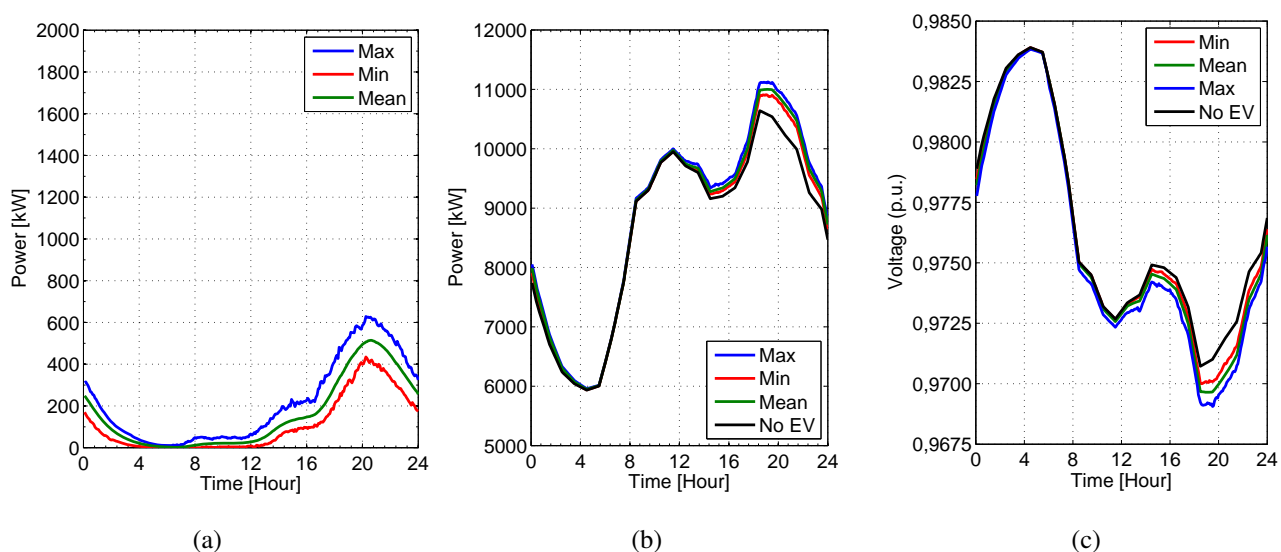 2000
1800
1600
1400
1200
1000
800
600
400
200
0
Power [kW]
0 4 8 12 16 20 24
Time [Hour]
Max
Min
Mean
(a)
12000
11000
10000
9000
8000
7000
6000
5000
Power [kW]
0 4 8 12 16 20 24
Time [Hour]
Max
Min
Mean
No EV
(b)
0,9850
0,9825
0,9800
0,9775
0,9750
0,9725
0,9700
0,9675
Voltage (p.u.)
0 4 8 12 16 20 24
Time [Hour]
Min
Mean
Max
No EV
(c)